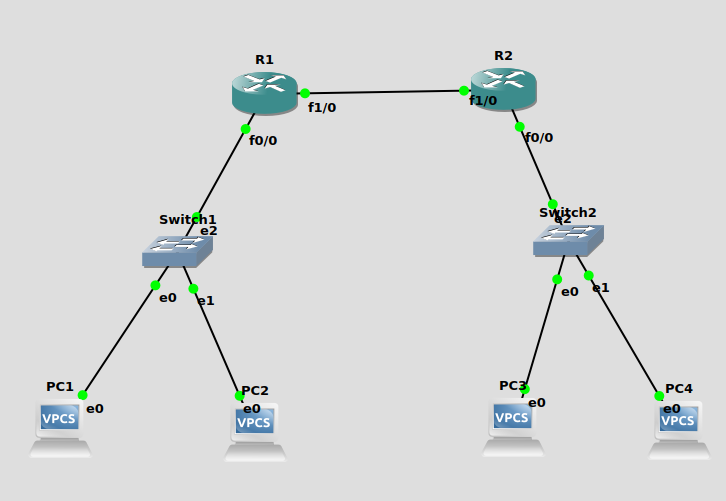 R1
R2
f1/0
f1/0
f0/0
f0/0
Switch1
e2
Switch2
e2
e0
e1
e0
e1
PC1
e0
PC2
e0
PC3
e0
PC4
e0
VPCS
VPCS
VPCS
VPCS